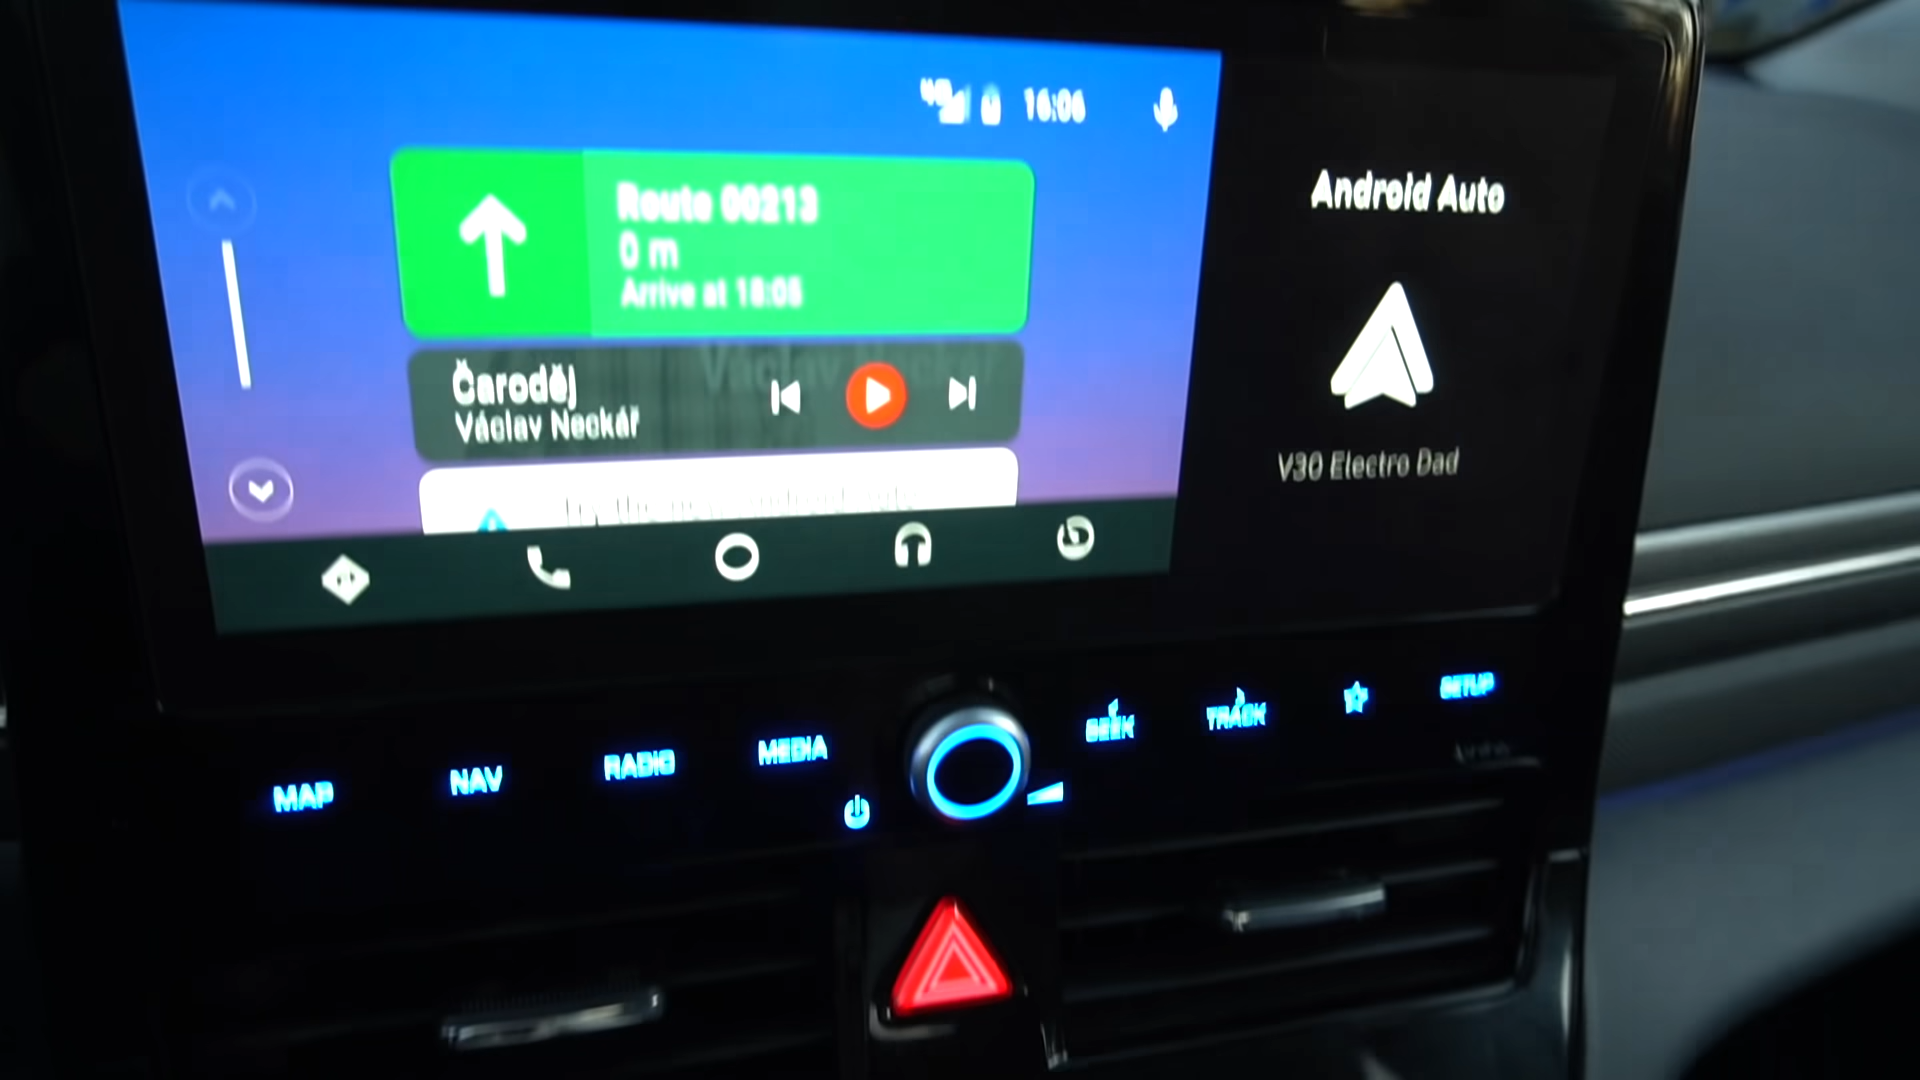 4G 16:06
Route 00213
0 m
Arrive at 18:05
Čaroděj
Václav Neckář
Android Auto
V30 Electro Dad
MAP
NAV
RADIO
MEDIA
SEEK
TRACK
SETUP